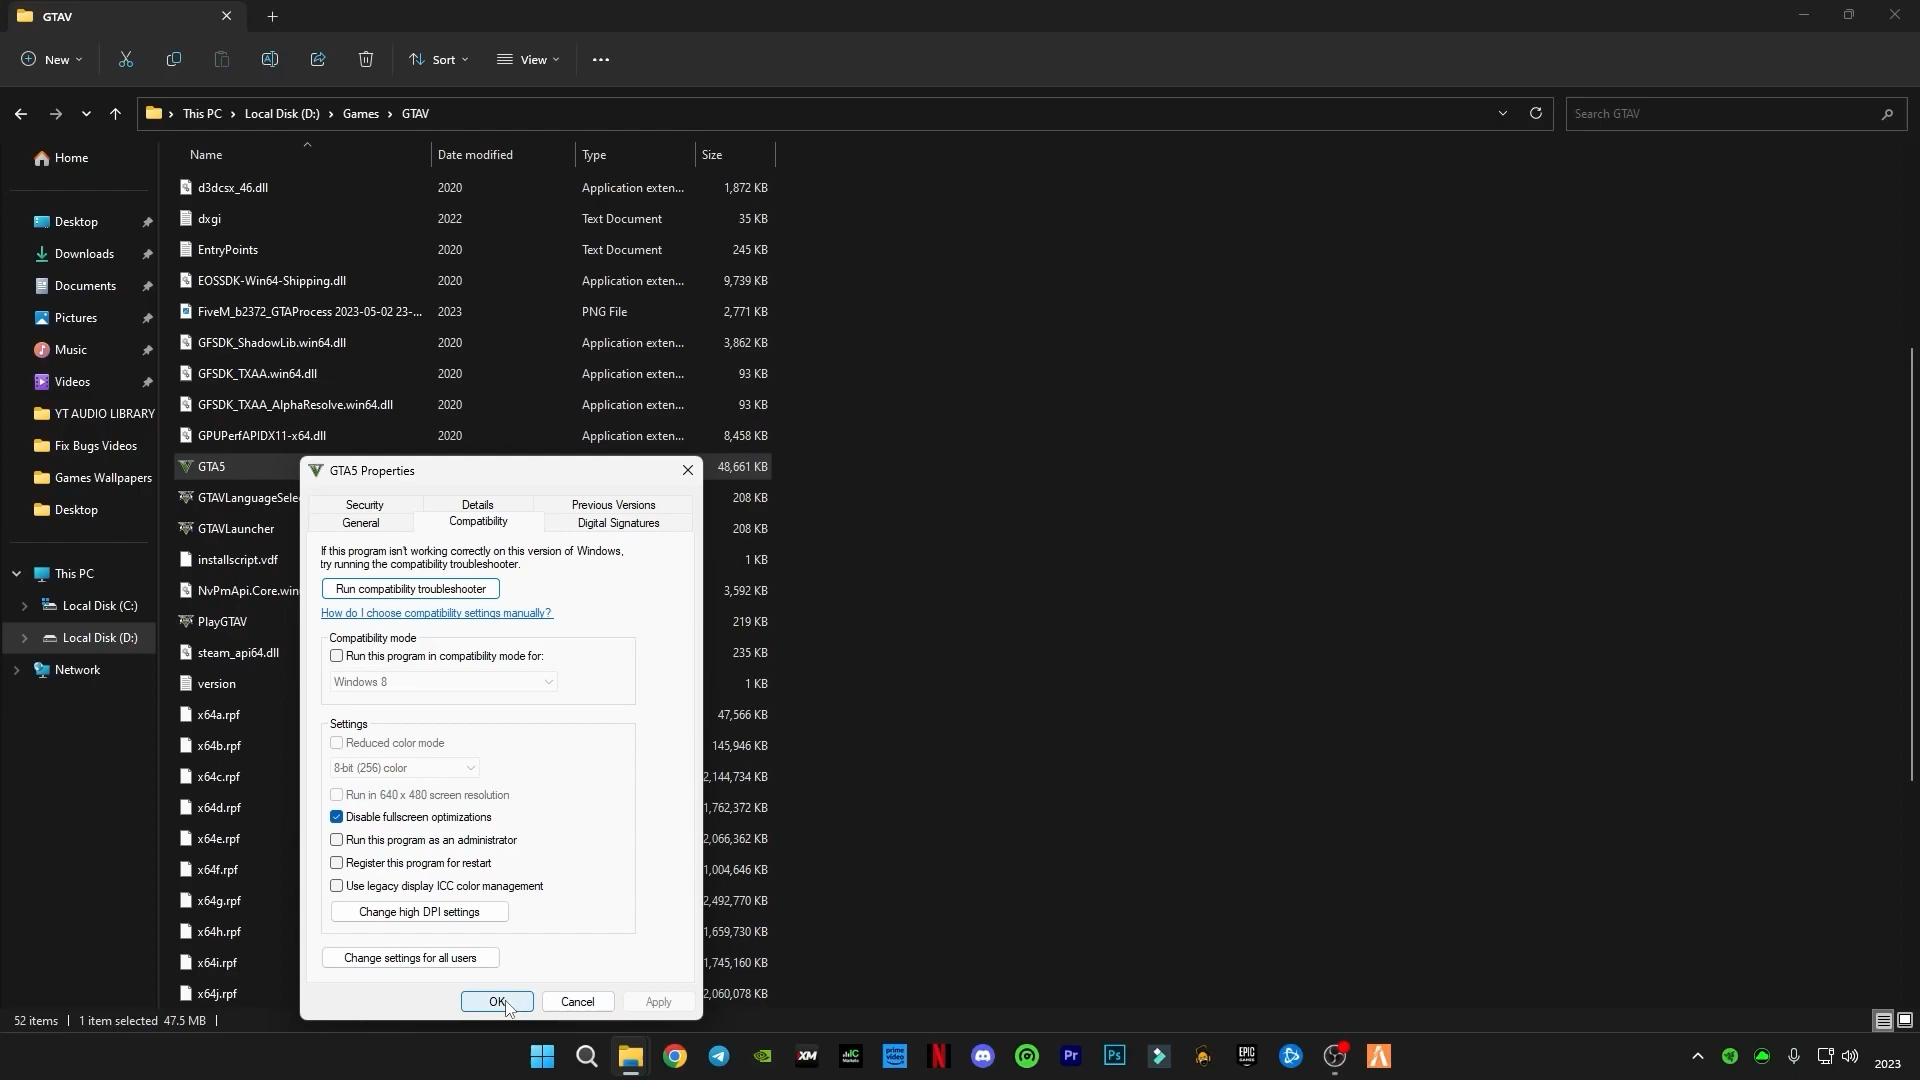 GTAV
New
Sort
View
This PC
Local Disk (D:)
Games
GTAV
Search GTAV
Name
Date modified
Type
Size
Home
Desktop
Downloads
Documents
Pictures
Music
Videos
YT AUDIO LIBRARY
Fix Bugs Videos
Games Wallpapers
Desktop
This PC
Local Disk (C:)
Local Disk (D:)
Network
d3dcsx_46.dll 2020 Application exten... 1,872 KB
dxgi 2022 Text Document 35 KB
EntryPoints 2020 Text Document 245 KB
EOSSDK-Win64-Shipping.dll 2020 Application exten... 9,739 KB
FiveM_b2372_GTAProcess 2023-05-02 23-... 2023 PNG File 2,771 KB
GFSDK_ShadowLib.win64.dll 2020 Application exten... 3,862 KB
GFSDK_TXAA.win64.dll 2020 Application exten... 93 KB
GFSDK_TXAA_AlphaResolve.win64.dll 2020 Application exten... 93 KB
GPUPerfAPIDX11-x64.dll 2020 Application exten... 8,458 KB
GTA5 48,661 KB
GTAVLanguageSelec 208 KB
GTAVLauncher 208 KB
installscript.vdf 1 KB
NvPmApi.Core.win 3,592 KB
PlayGTAV 219 KB
steam_api64.dll 235 KB
version 1 KB
x64a.rpf 47,566 KB
x64b.rpf 145,946 KB
x64c.rpf 2,144,734 KB
x64d.rpf 1,762,372 KB
x64e.rpf 2,066,362 KB
x64f.rpf 1,004,646 KB
x64g.rpf 2,492,770 KB
x64h.rpf 1,659,730 KB
x64i.rpf 1,745,160 KB
x64j.rpf 2,060,078 KB
GTA5 Properties
Security
Details
Previous Versions
General
Compatibility
Digital Signatures
If this program isn't working correctly on this version of Windows,
try running the compatibility troubleshooter.
Run compatibility troubleshooter
How do I choose compatibility settings manually?
Compatibility mode
Run this program in compatibility mode for:
Windows 8
Settings
Reduced color mode
8-bit (256) color
Run in 640 x 480 screen resolution
Disable fullscreen optimizations
Run this program as an administrator
Register this program for restart
Use legacy display ICC color management
Change high DPI settings
Change settings for all users
OK
Cancel
Apply
52 items
1 item selected 47.5 MB
XM
IC
Markets
prime
video
N
Pr
Ps
EPIC
GAMES
2023